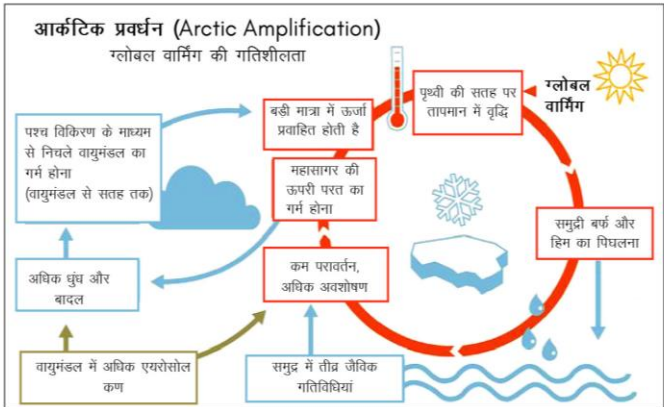 आर्कटिक प्रवर्धन (Arctic Amplification)
ग्लोबल वार्मिंग की गतिशीलता
ग्लोबल
वार्मिंग
पृथ्वी की सतह पर
तापमान में वृद्धि
बड़ी मात्रा में ऊर्जा
प्रवाहित होती है
पश्च विकिरण के माध्यम
से निचले वायुमंडल का
गर्म होना
(वायुमंडल से सतह तक)
महासागर की
ऊपरी परत का
गर्म होना
समुद्री बर्फ और
हिम का पिघलना
अधिक धुंध और
बादल
कम परावर्तन,
अधिक अवशोषण
वायुमंडल में अधिक एयरोसोल
कण
समुद्र में तीव्र जैविक
गतिविधियां